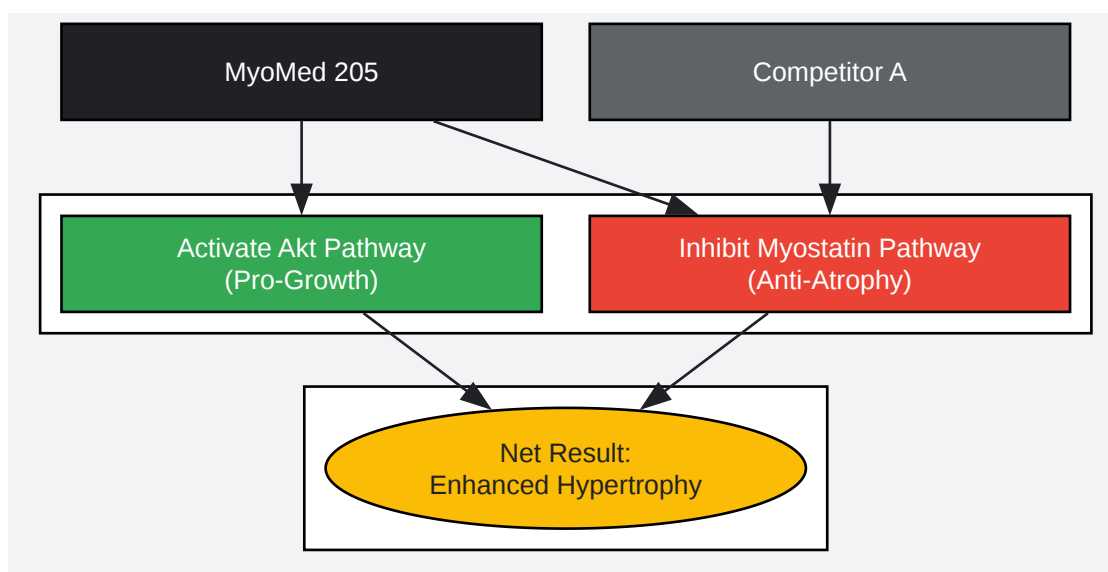 MyoMed 205
Competitor A
Activate Akt Pathway
(Pro-Growth)
Inhibit Myostatin Pathway
(Anti-Atrophy)
Net Result:
Enhanced Hypertrophy